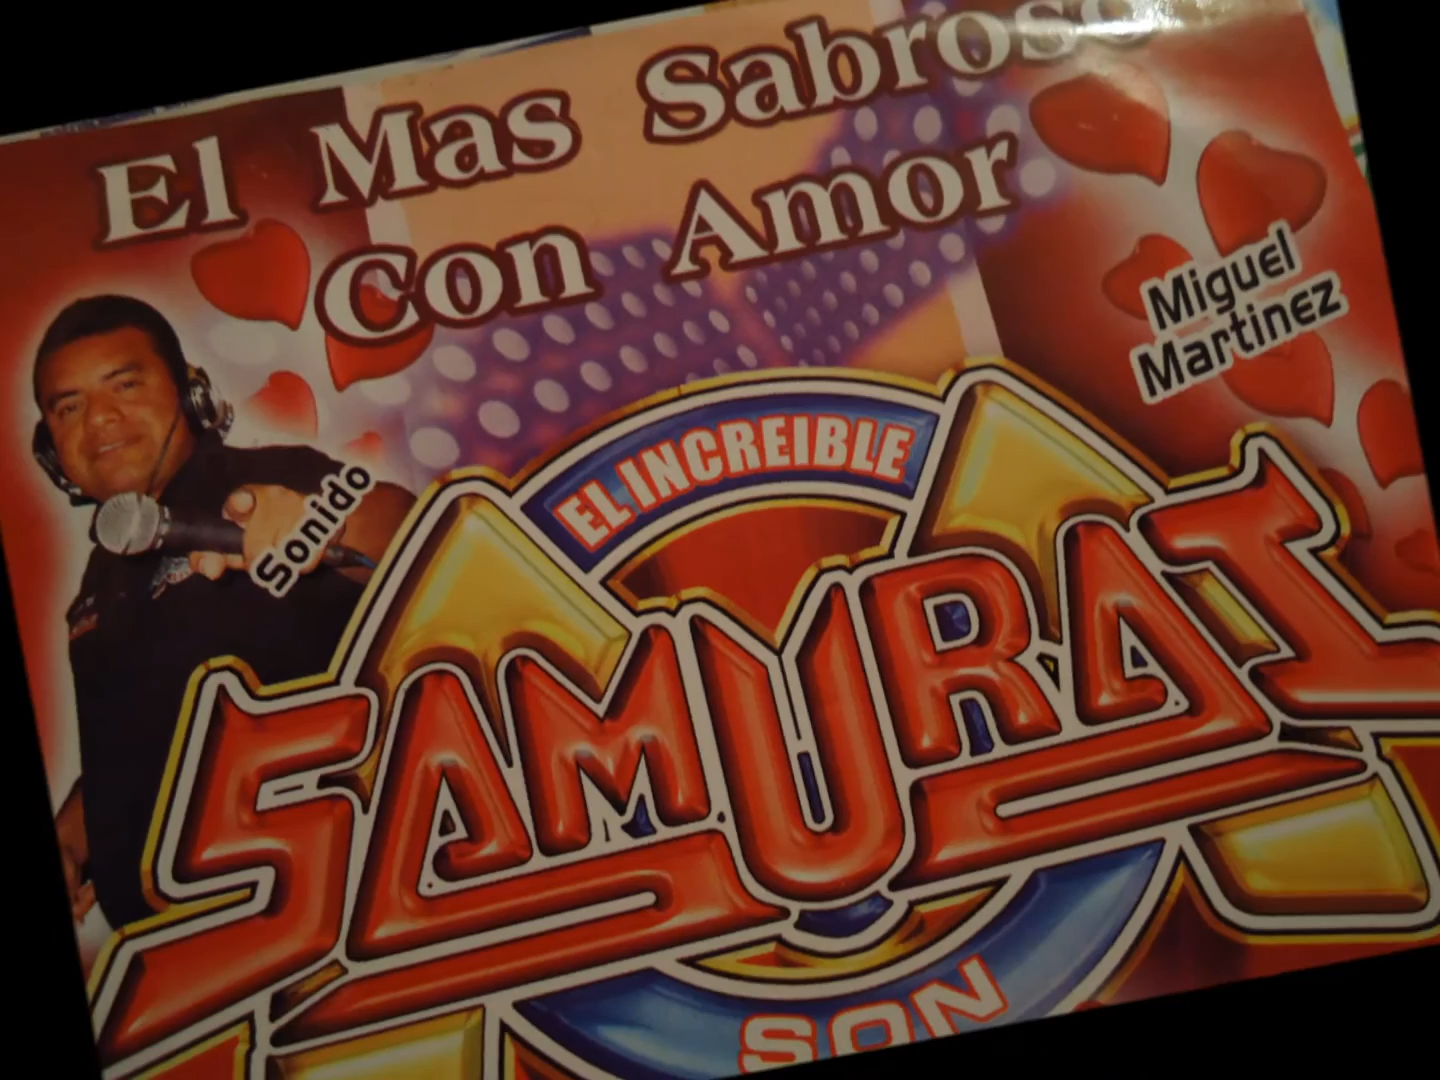 El Mas Sabroso
Con Amor
Miguel
Martinez
Sonido
EL INCREIBLE
SAMURAI
SON